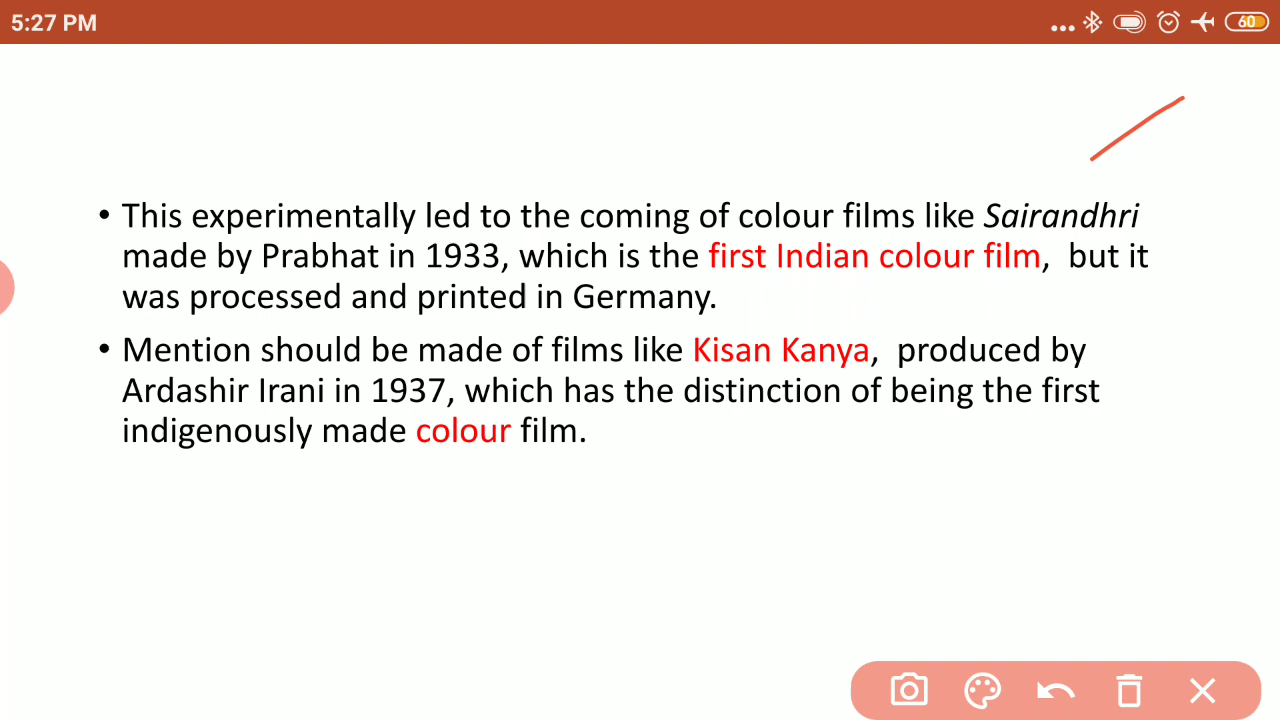 5:27 PM
60
• This experimentally led to the coming of colour films like Sairandhri
made by Prabhat in 1933, which is the first Indian colour film,  but it
was processed and printed in Germany.
• Mention should be made of films like Kisan Kanya,  produced by
Ardashir Irani in 1937, which has the distinction of being the first
indigenously made colour film.